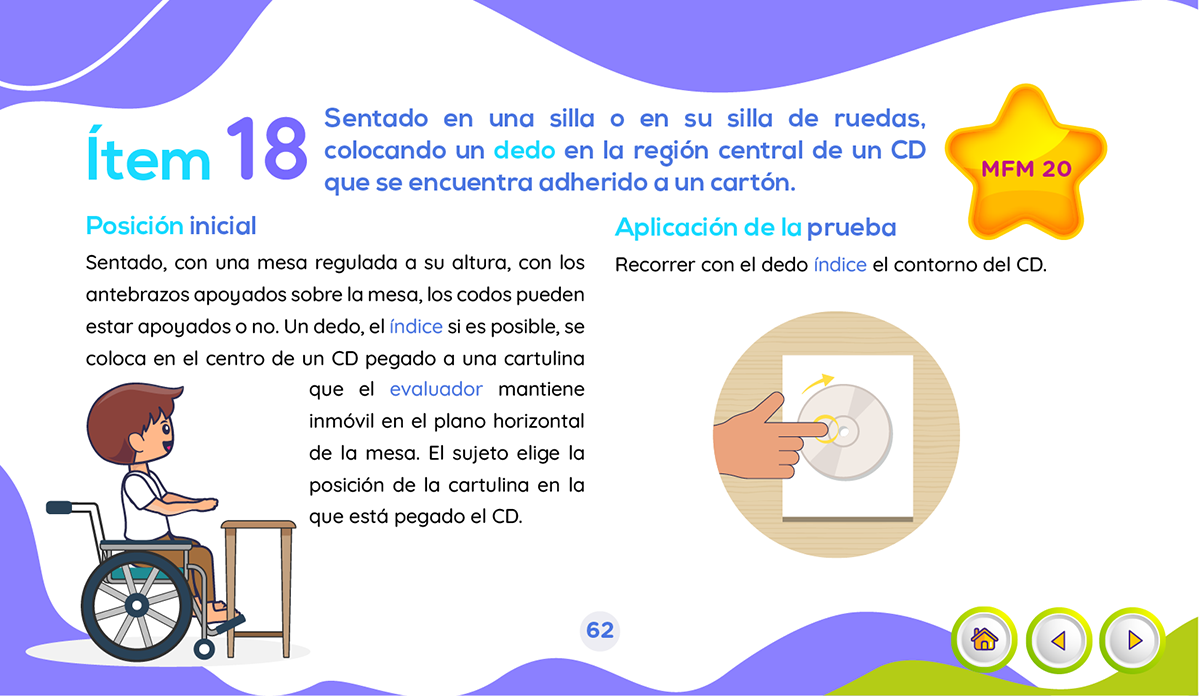 Ítem 18
Sentado en una silla o en su silla de ruedas,
colocando un dedo en la región central de un CD
que se encuentra adherido a un cartón.
MFM 20
Posición inicial
Sentado, con una mesa regulada a su altura, con los
antebrazos apoyados sobre la mesa, los codos pueden
estar apoyados o no. Un dedo, el índice si es posible, se
coloca en el centro de un CD pegado a una cartulina
que el evaluador mantiene
inmóvil en el plano horizontal
de la mesa. El sujeto elige la
posición de la cartulina en la
que está pegado el CD.
Aplicación de la prueba
Recorrer con el dedo índice el contorno del CD.
62